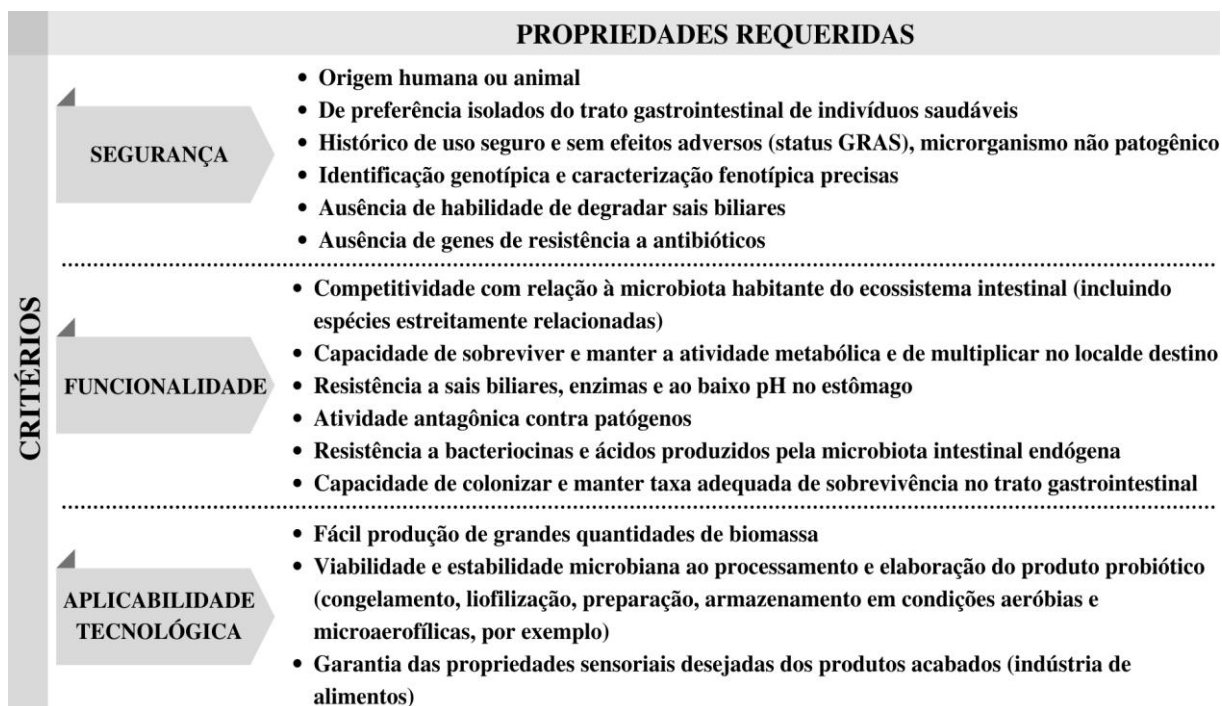 PROPRIEDADES REQUERIDAS
CRITÉRIOS
SEGURANÇA
• Origem humana ou animal
• De preferência isolados do trato gastrointestinal de indivíduos saudáveis
• Histórico de uso seguro e sem efeitos adversos (status GRAS), microrganismo não patogênico
• Identificação genotípica e caracterização fenotípica precisas
• Ausência de habilidade de degradar sais biliares
• Ausência de genes de resistência a antibióticos
FUNCIONALIDADE
• Competitividade com relação à microbiota habitante do ecossistema intestinal (incluindo
espécies estreitamente relacionadas)
• Capacidade de sobreviver e manter a atividade metabólica e de multiplicar no localde destino
• Resistência a sais biliares, enzimas e ao baixo pH no estômago
• Atividade antagônica contra patógenos
• Resistência a bacteriocinas e ácidos produzidos pela microbiota intestinal endógena
• Capacidade de colonizar e manter taxa adequada de sobrevivência no trato gastrointestinal
APLICABILIDADE
TECNOLÓGICA
• Fácil produção de grandes quantidades de biomassa
• Viabilidade e estabilidade microbiana ao processamento e elaboração do produto probiótico
(congelamento, liofilização, preparação, armazenamento em condições aeróbias e
microaerofílicas, por exemplo)
• Garantia das propriedades sensoriais desejadas dos produtos acabados (indústria de
alimentos)